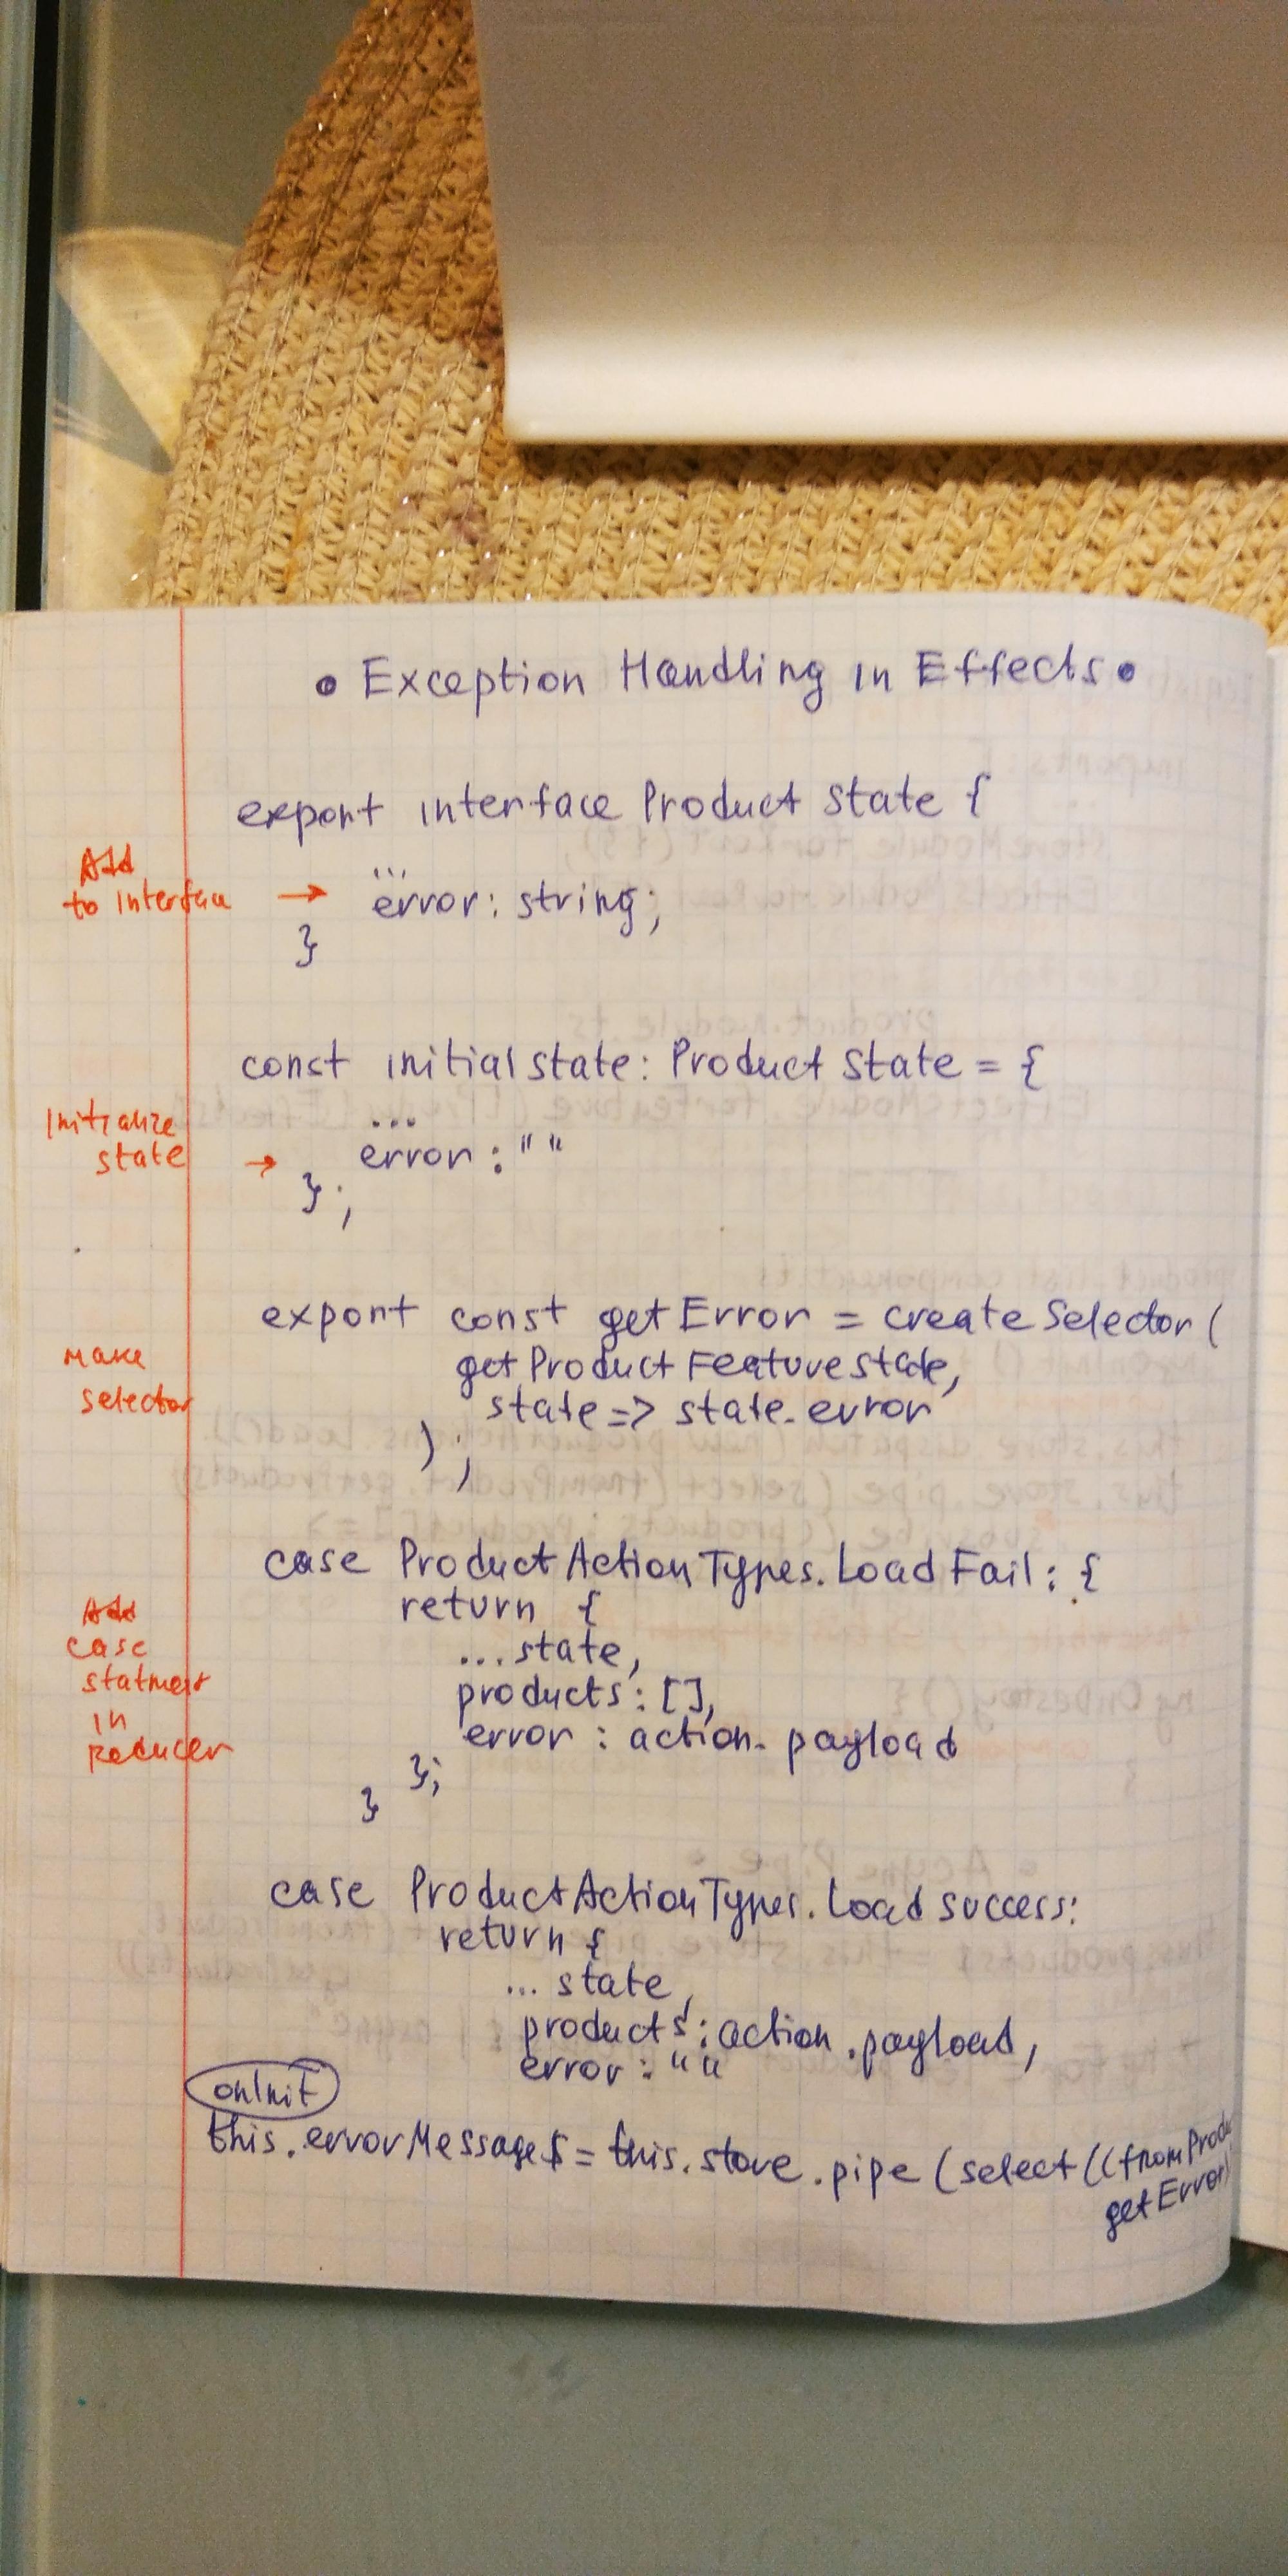 • Exception Handling in Effects •
export interface Product State {
...
Add
to interface → error: string;
}
const initial state: Product State = {
...
Initialize
state → error: " "
};
export const getError = createSelector(
Make
selector
getProductFeatureState,
state => state.error
);
case ProductActionTypes.LoadFail: {
Add
case
statment
in
reducer
return {
...state,
products: [],
error: action.payload
};
}
case ProductActionTypes.Load success:
return {
... state,
products: action.payload,
error: " "
onInit
this.errorMessage$ = this.store.pipe(select((fromProdu
getError)